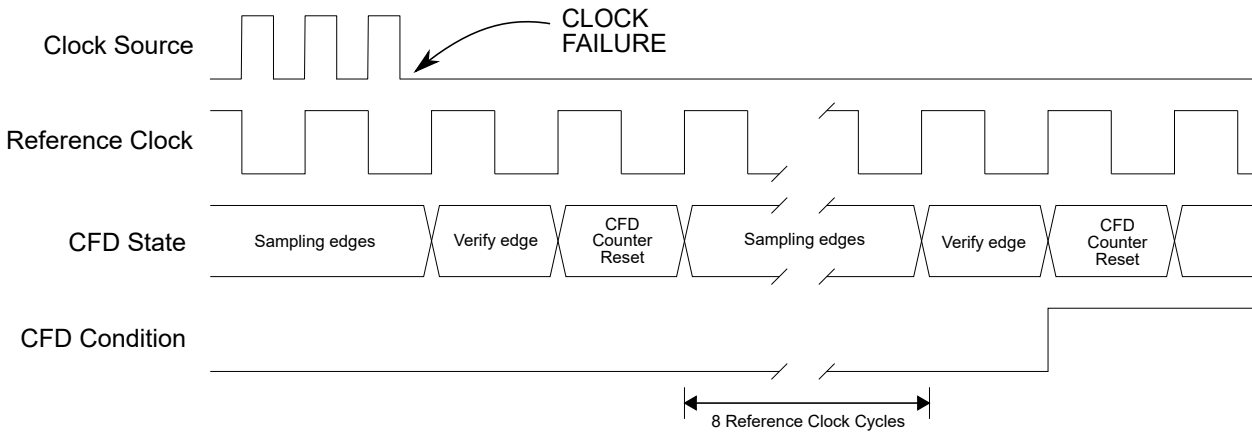 CLOCK
FAILURE
Clock Source
Reference Clock
CFD State
Sampling edges
Verify edge
CFD
Counter
Reset
Sampling edges
Verify edge
CFD
Counter
Reset
CFD Condition
8 Reference Clock Cycles